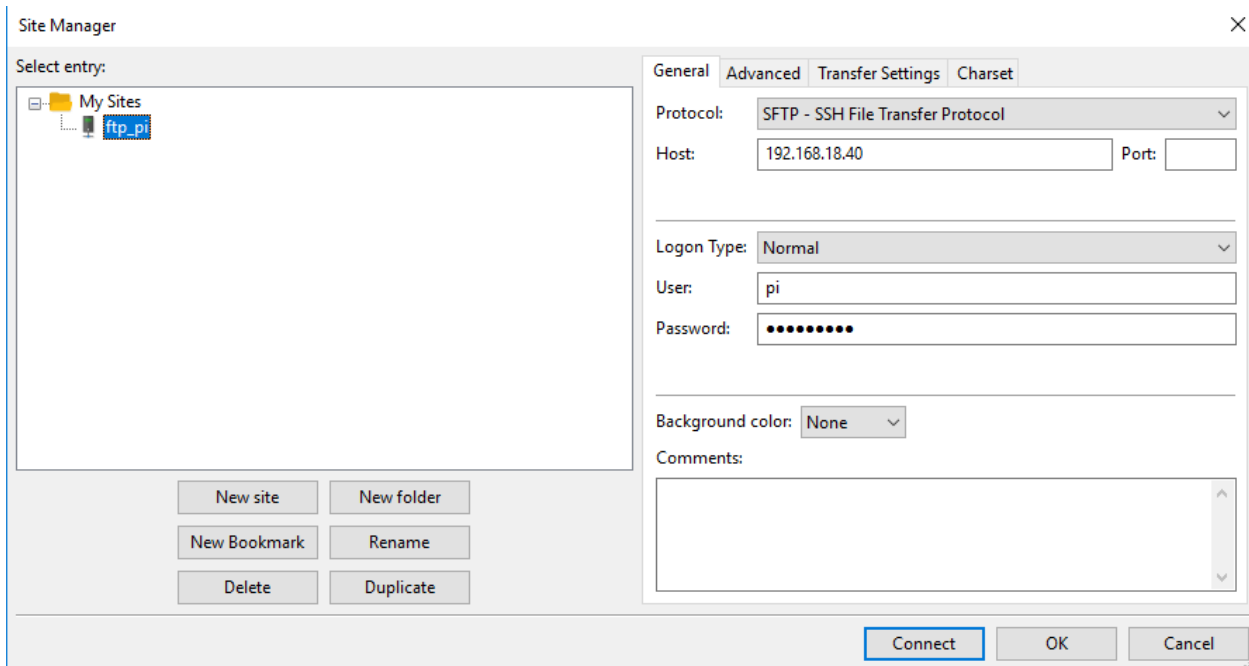 Site Manager
Select entry:
My Sites
ftp_pi
New site
New folder
New Bookmark
Rename
Delete
Duplicate
General
Advanced
Transfer Settings
Charset
Protocol: SFTP - SSH File Transfer Protocol
Host: 192.168.18.40 Port:
Logon Type: Normal
User: pi
Password: ●●●●●●●●●
Background color: None
Comments:
Connect
OK
Cancel